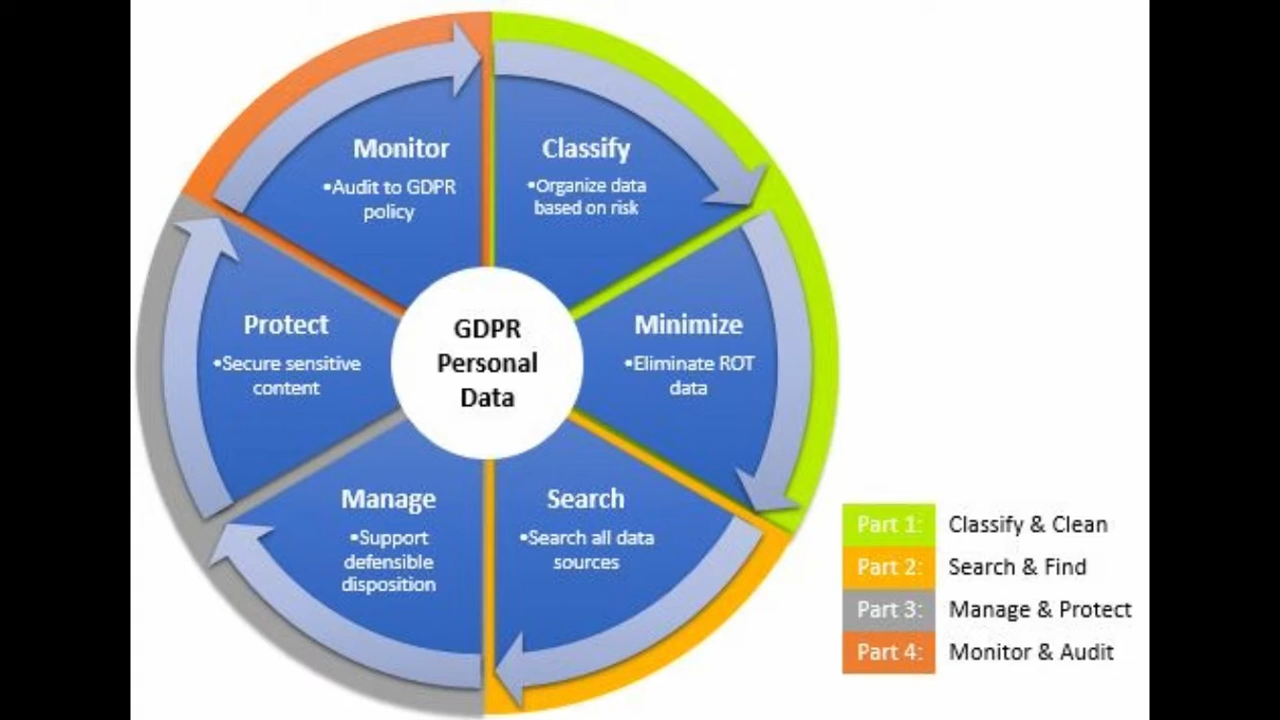 Monitor
•Audit to GDPR
policy
Classify
•Organize data
based on risk
Protect
•Secure sensitive
content
GDPR
Personal
Data
Minimize
•Eliminate ROT
data
Manage
•Support
defensible
disposition
Search
•Search all data
sources
Part 1: Classify & Clean
Part 2: Search & Find
Part 3: Manage & Protect
Part 4: Monitor & Audit